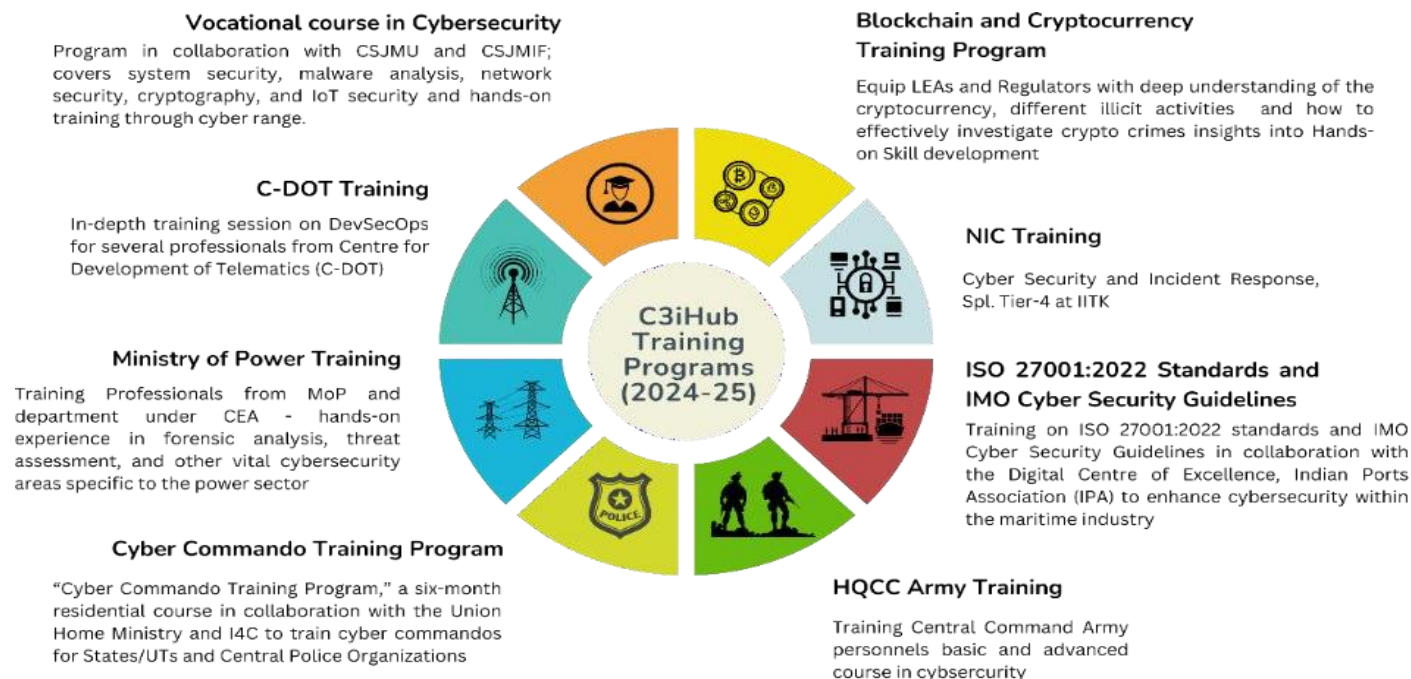 Vocational course in Cybersecurity
Program in collaboration with CSJMU and CSJMIF;
covers system security, malware analysis, network
security, cryptography, and IoT security and hands-on
training through cyber range.
Blockchain and Cryptocurrency
Training Program
Equip LEAs and Regulators with deep understanding of the
cryptocurrency, different illicit activities and how to
effectively investigate crypto crimes insights into Hands-
on Skill development
C-DOT Training
In-depth training session on DevSecOps
for several professionals from Centre for
Development of Telematics (C-DOT)
NIC Training
Cyber Security and Incident Response,
Spl. Tier-4 at IITK
C3iHub
Training
Programs
(2024-25)
Ministry of Power Training
Training Professionals from MoP and
department under CEA - hands-on
experience in forensic analysis, threat
assessment, and other vital cybersecurity
areas specific to the power sector
ISO 27001:2022 Standards and
IMO Cyber Security Guidelines
Training on ISO 27001:2022 standards and IMO
Cyber Security Guidelines in collaboration with
the Digital Centre of Excellence, Indian Ports
Association (IPA) to enhance cybersecurity within
the maritime industry
POLICE
Cyber Commando Training Program
“Cyber Commando Training Program,” a six-month
residential course in collaboration with the Union
Home Ministry and I4C to train cyber commandos
for States/UTs and Central Police Organizations
HQCC Army Training
Training Central Command Army
personnels basic and advanced
course in cybsercurity